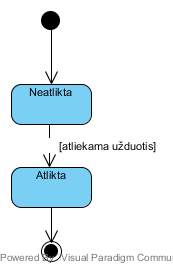 Neatlikta
[atliekama užduotis]
Atlikta
Powered By Visual Paradigm Commu